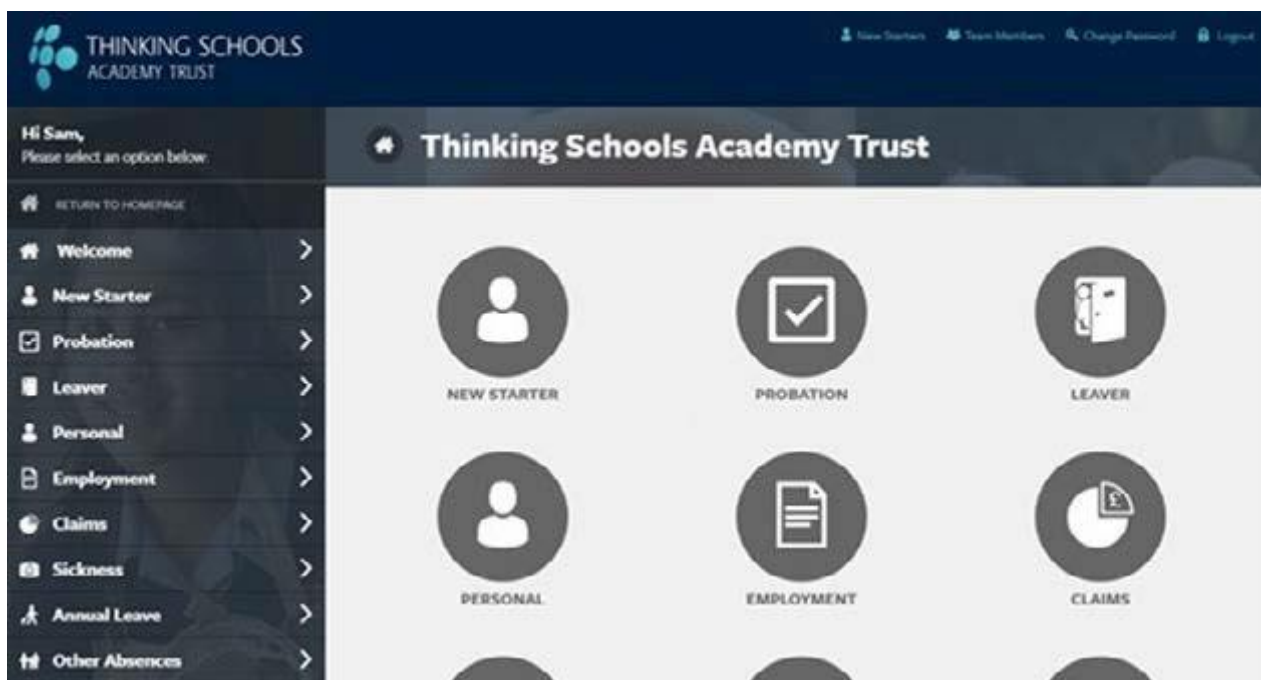 THINKING SCHOOLS
ACADEMY TRUST
New Starters Team Members Change Password Logout
Hi Sam,
Please select an option below
Thinking Schools Academy Trust
RETURN TO HOMEPAGE
Welcome
New Starter
Probation
Leaver
Personal
Employment
Claims
Sickness
Annual Leave
Other Absences
NEW STARTER
PROBATION
LEAVER
£
PERSONAL
EMPLOYMENT
CLAIMS